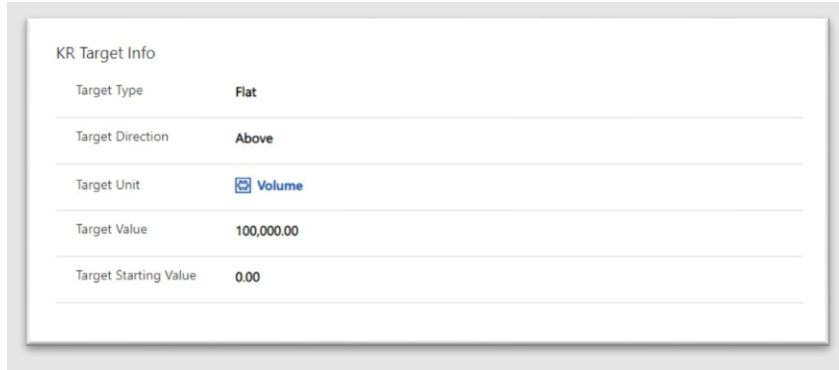 KR Target Info
Target Type Flat
Target Direction Above
Target Unit Volume
Target Value 100,000.00
Target Starting Value 0.00